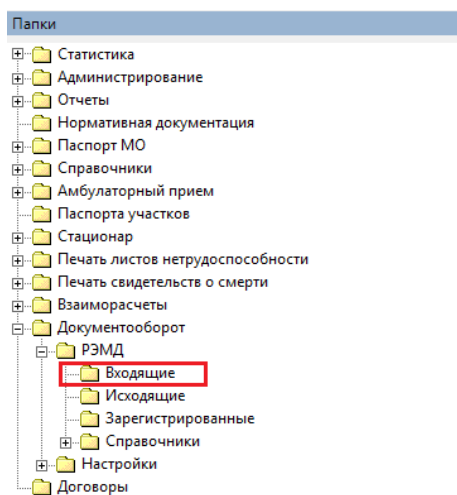 Папки
Статистика
Администрирование
Отчеты
Нормативная документация
Паспорт МО
Справочники
Амбулаторный прием
Паспорта участков
Стационар
Печать листов нетрудоспособности
Печать свидетельств о смерти
Взаиморасчеты
Документооборот
РЭМД
Входящие
Исходящие
Зарегистрированные
Справочники
Настройки
Договоры